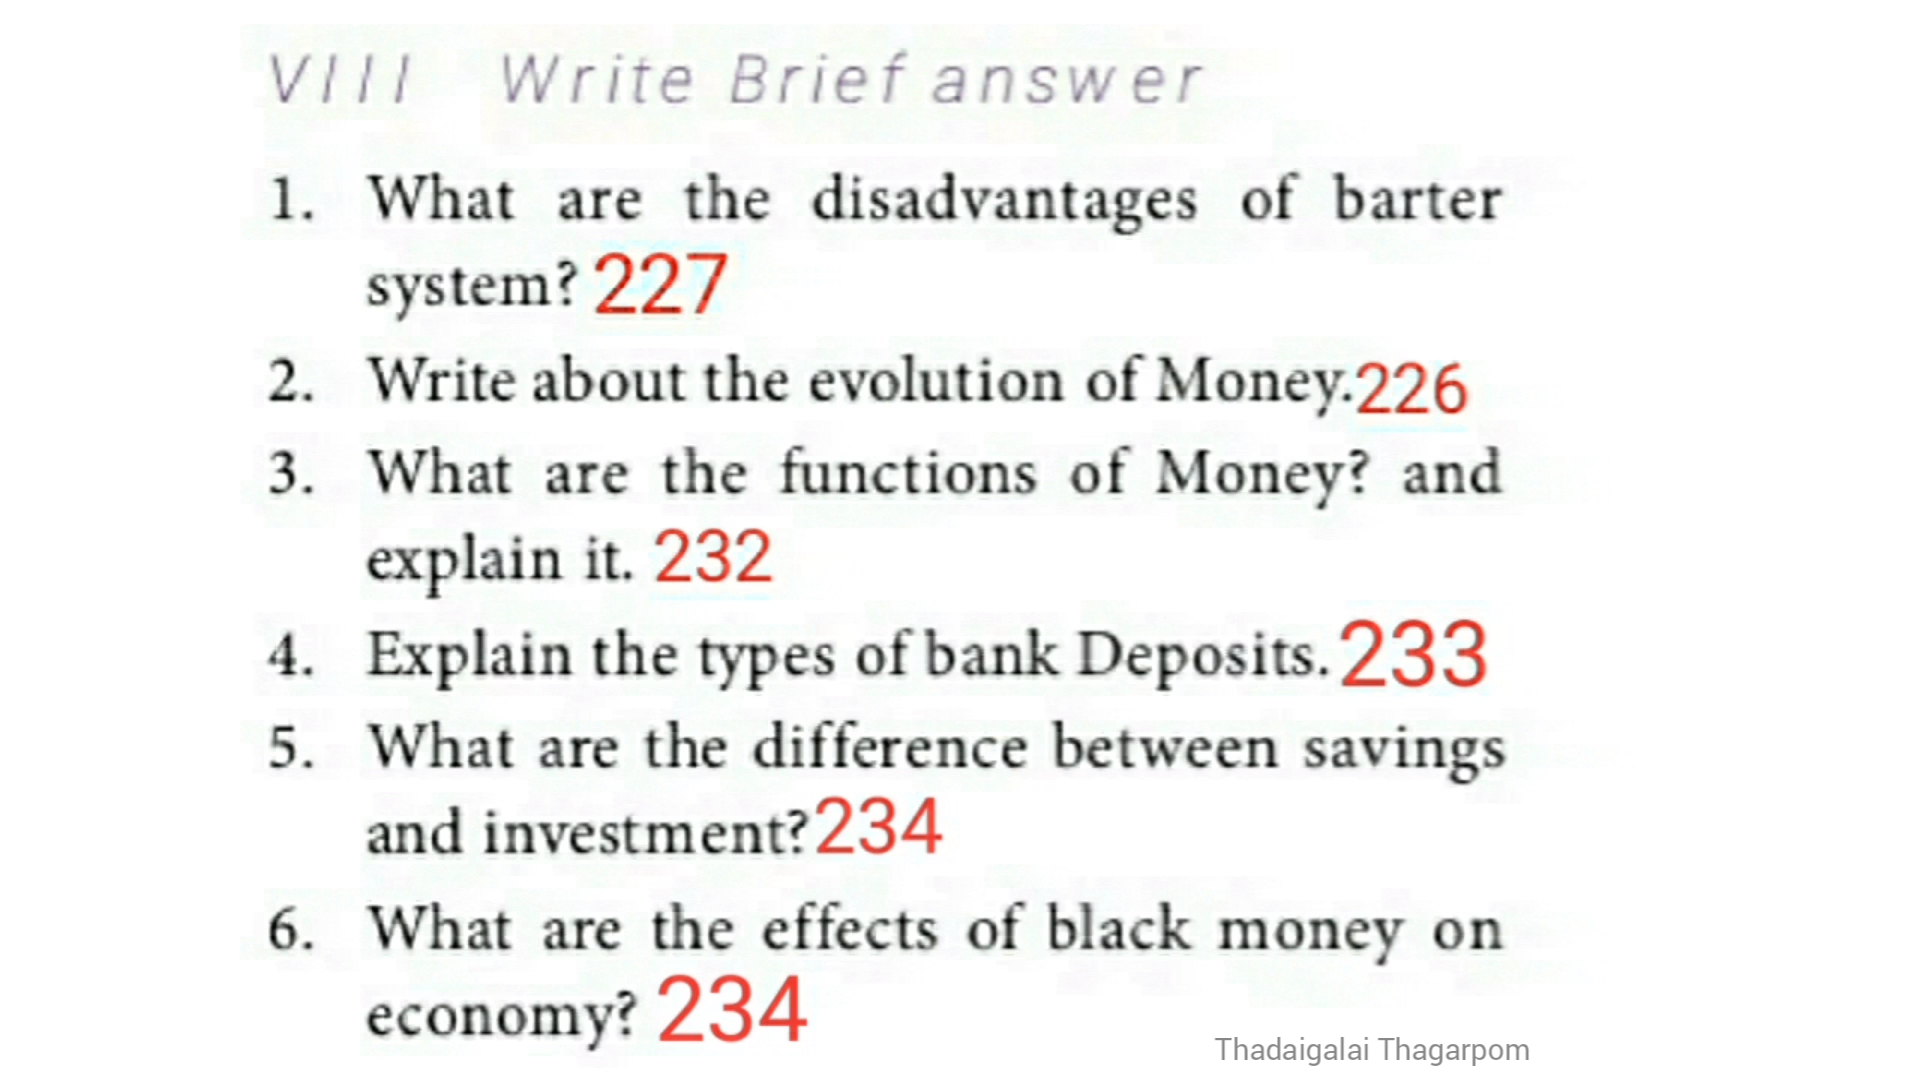 VIII Write Brief answer
1. What are the disadvantages of barter
system? 227
2. Write about the evolution of Money.226
3. What are the functions of Money? and
explain it. 232
4. Explain the types of bank Deposits. 233
5. What are the difference between savings
and investment? 234
6. What are the effects of black money on
economy? 234
Thadaigalai Thagarpom